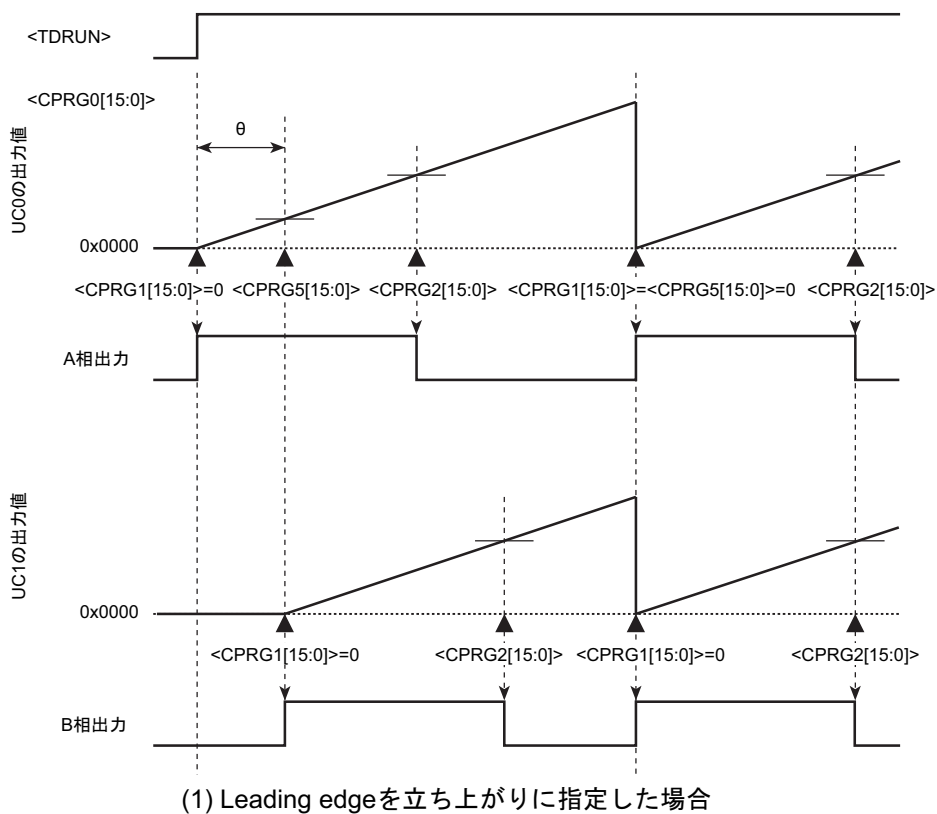 <TDRUN>
<CPRG0[15:0]>
θ
UC0の出力値
0x0000
<CPRG1[15:0]>=0 <CPRG5[15:0]> <CPRG2[15:0]> <CPRG1[15:0]>=<CPRG5[15:0]>=0 <CPRG2[15:0]>
A相出力
UC1の出力値
0x0000
<CPRG1[15:0]>=0 <CPRG2[15:0]> <CPRG1[15:0]>=0 <CPRG2[15:0]>
B相出力
(1) Leading edgeを立ち上がりに指定した場合